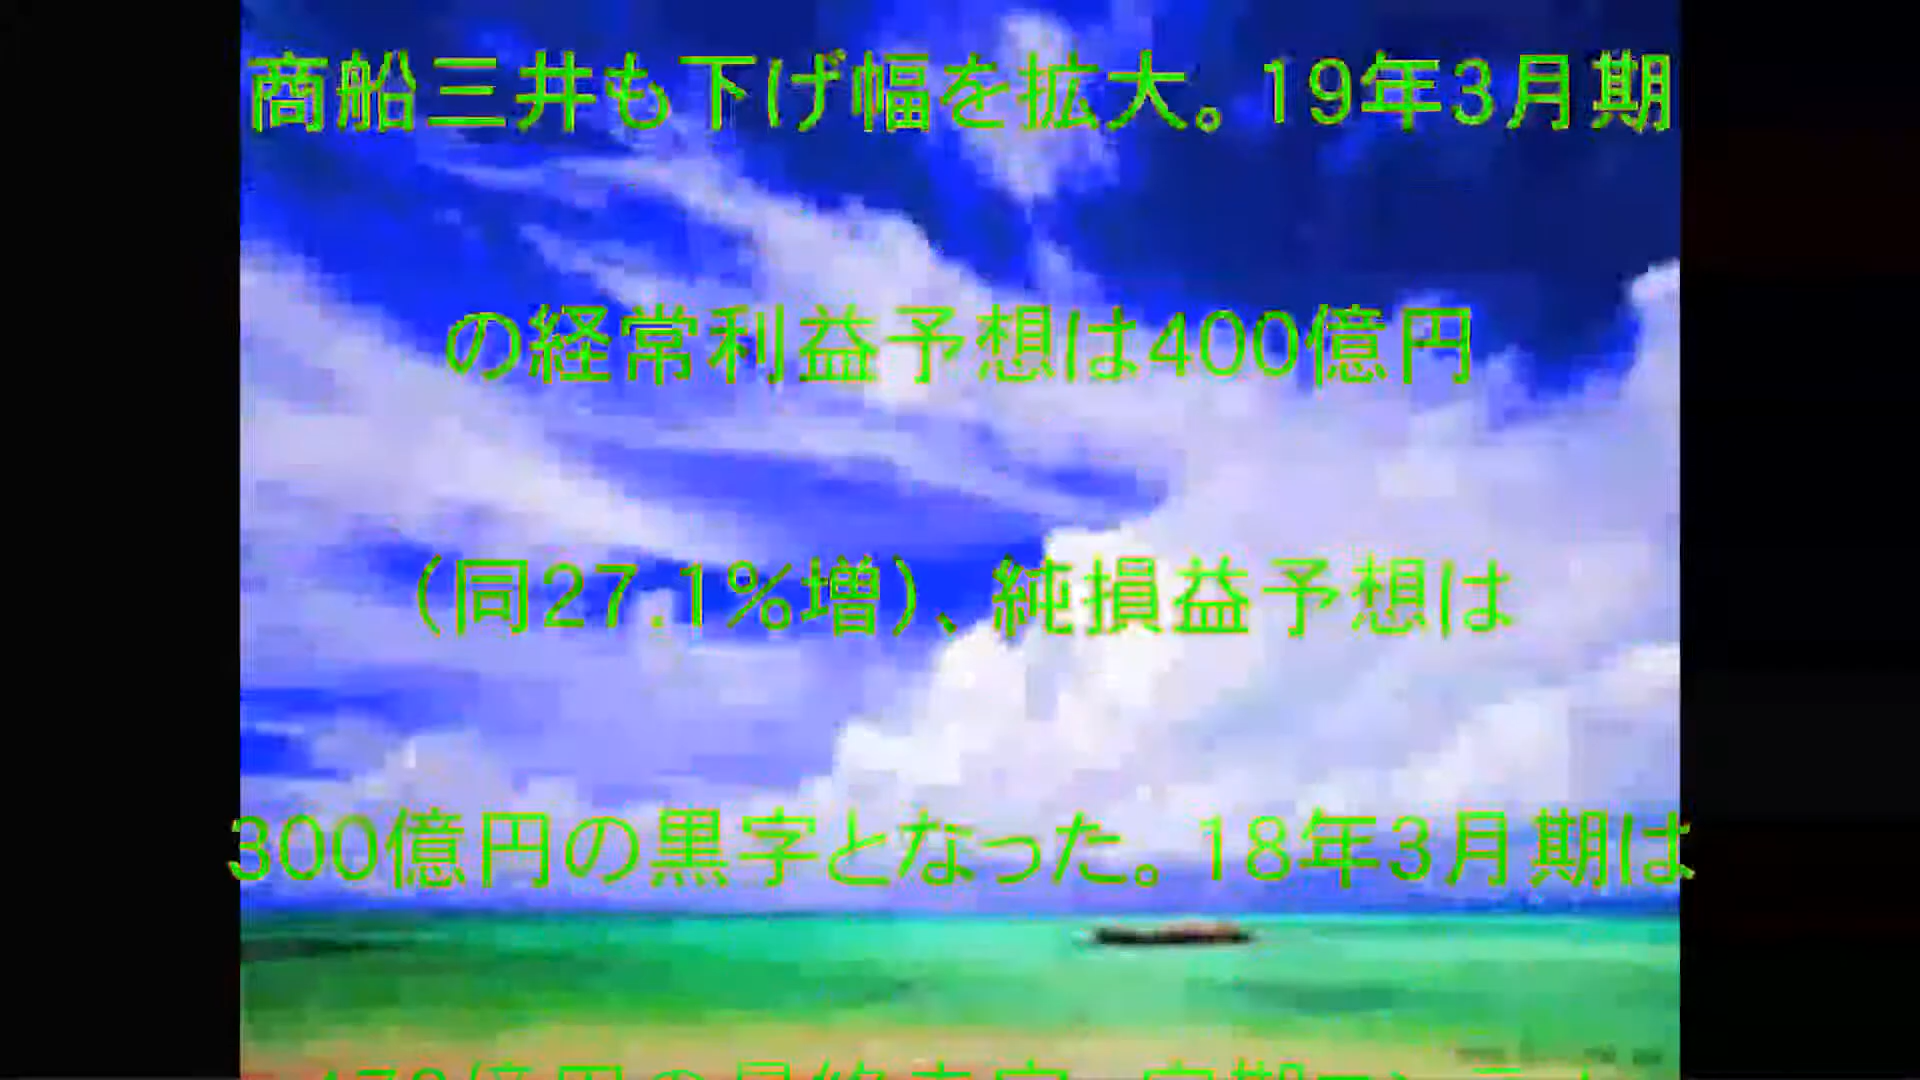 商船三井も下げ幅を拡大。19年3月期
の経常利益予想は400億円
（同27.1％増）、純損益予想は
300億円の黒字となった。18年3月期は